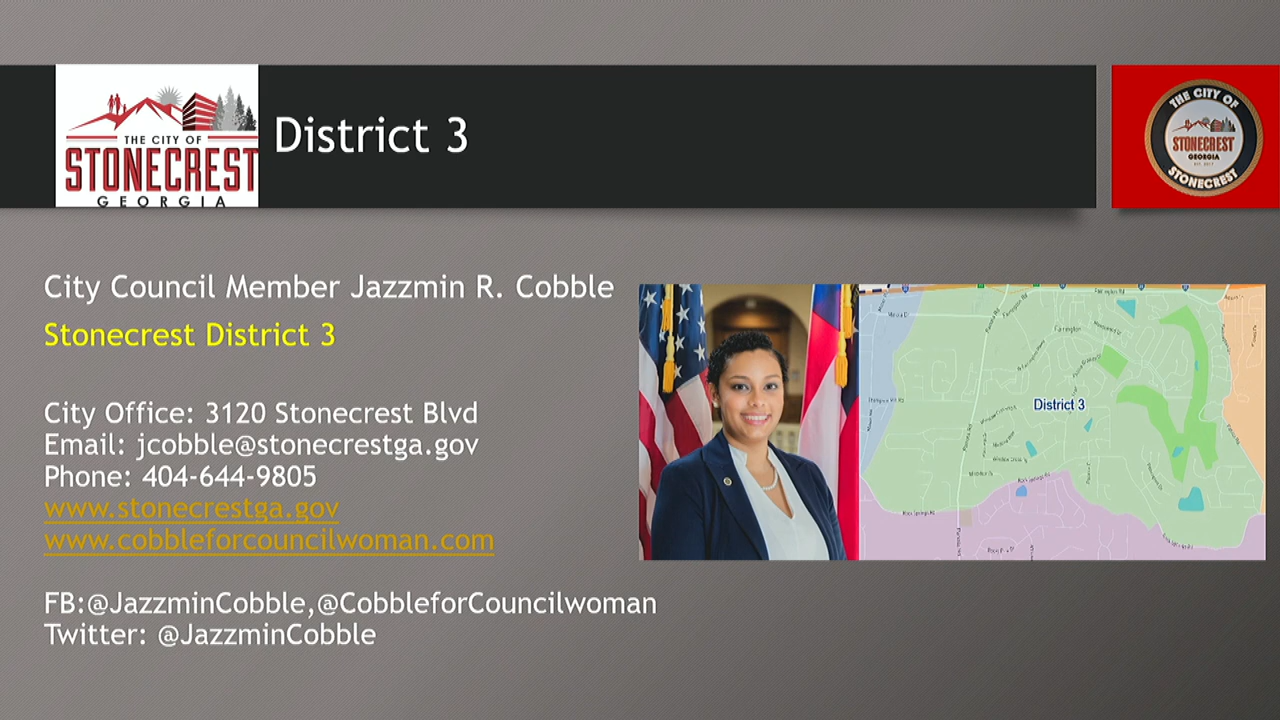 THE CITY OF
STONECREST
GEORGIA
District 3
THE CITY OF
STONECREST
GEORGIA
STONECREST
City Council Member Jazzmin R. Cobble
Stonecrest District 3
City Office: 3120 Stonecrest Blvd
Email: jcobble@stonecrestga.gov
Phone: 404-644-9805
www.stonecrestga.gov
www.cobbleforcouncilwoman.com
FB:@JazzminCobble,@CobbleforCouncilwoman
Twitter: @JazzminCobble
District 3